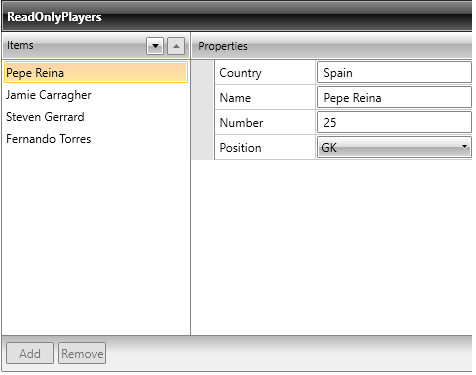 ReadOnlyPlayers
Items
Pepe Reina
Jamie Carragher
Steven Gerrard
Fernando Torres
Properties
Country Spain
Name Pepe Reina
Number 25
Position GK
Add Remove